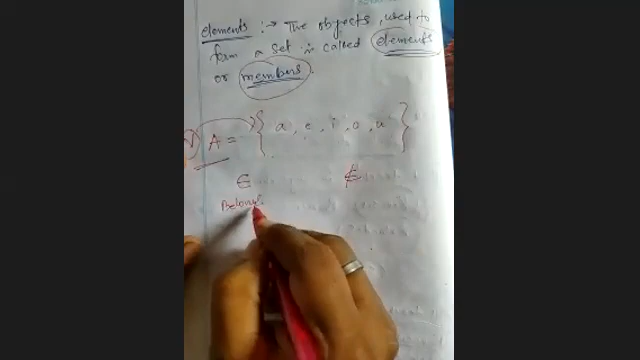 elements :→ The objects, used to
form a set is called elements
or members.
A = { a, e, i, o, u }
∈ ∉
Belongs